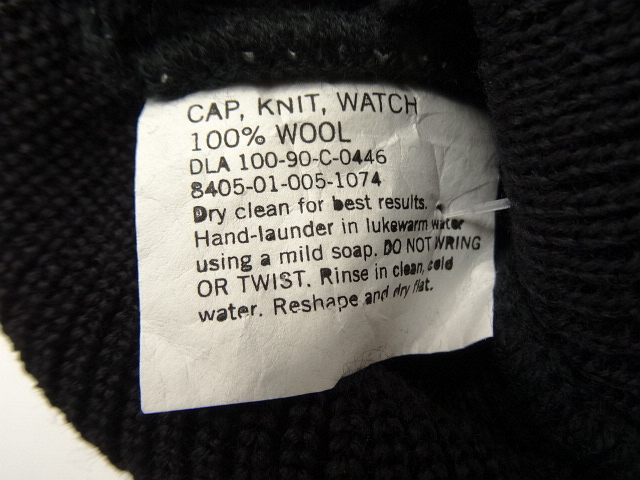 CAP, KNIT, WATCH
100% WOOL
DLA 100-90-C-0446
8405-01-005-1074
Dry clean for best results.
Hand-launder in lukewarm water
using a mild soap. DO NOT WRING
OR TWIST. Rinse in clean, cold
water. Reshape and dry flat.